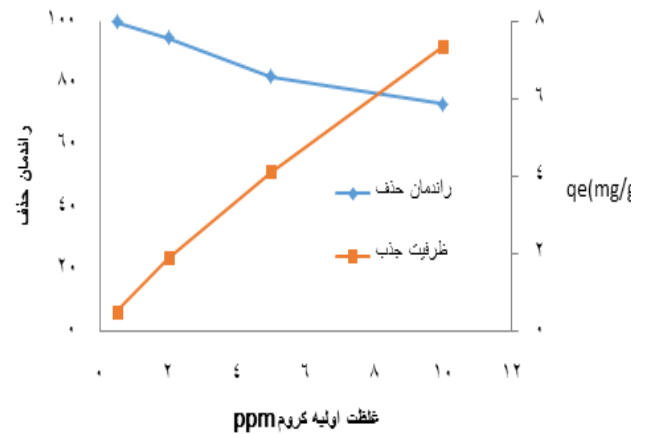 ۱۰۰
۸۰
۶۰
۴۰
۲۰
۰
راندمان حذف
۸
۶
۴
۲
۰
qe(mg/g
راندمان حذف
ظرفیت جذب
۰ ۲ ۴ ۶ ۸ ۱۰ ۱۲
غلظت اولیه کروم ppm